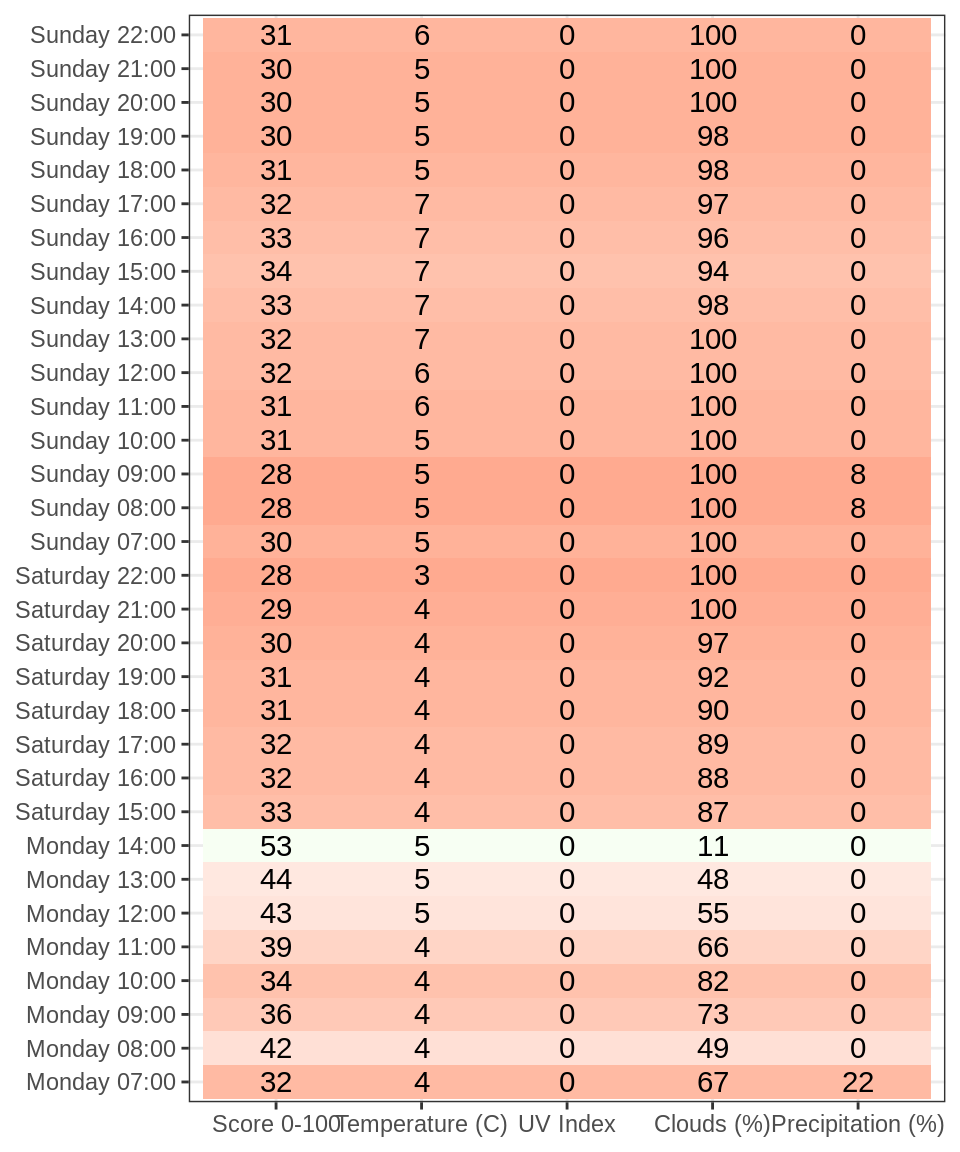 Sunday 22:00 31 6 0 100 0
Sunday 21:00 30 5 0 100 0
Sunday 20:00 30 5 0 100 0
Sunday 19:00 30 5 0 98 0
Sunday 18:00 31 5 0 98 0
Sunday 17:00 32 7 0 97 0
Sunday 16:00 33 7 0 96 0
Sunday 15:00 34 7 0 94 0
Sunday 14:00 33 7 0 98 0
Sunday 13:00 32 7 0 100 0
Sunday 12:00 32 6 0 100 0
Sunday 11:00 31 6 0 100 0
Sunday 10:00 31 5 0 100 0
Sunday 09:00 28 5 0 100 8
Sunday 08:00 28 5 0 100 8
Sunday 07:00 30 5 0 100 0
Saturday 22:00 28 3 0 100 0
Saturday 21:00 29 4 0 100 0
Saturday 20:00 30 4 0 97 0
Saturday 19:00 31 4 0 92 0
Saturday 18:00 31 4 0 90 0
Saturday 17:00 32 4 0 89 0
Saturday 16:00 32 4 0 88 0
Saturday 15:00 33 4 0 87 0
Monday 14:00 53 5 0 11 0
Monday 13:00 44 5 0 48 0
Monday 12:00 43 5 0 55 0
Monday 11:00 39 4 0 66 0
Monday 10:00 34 4 0 82 0
Monday 09:00 36 4 0 73 0
Monday 08:00 42 4 0 49 0
Monday 07:00 32 4 0 67 22
Score 0-100 Temperature (C) UV Index Clouds (%) Precipitation (%)